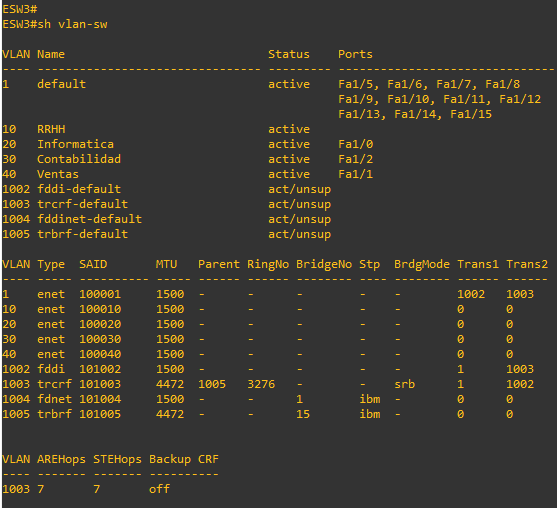 ESW3#
ESW3#sh vlan-sw
VLAN Name                             Status    Ports
---- -------------------------------- --------- -------------------------------
1    default                          active    Fa1/5, Fa1/6, Fa1/7, Fa1/8
                                                Fa1/9, Fa1/10, Fa1/11, Fa1/12
                                                Fa1/13, Fa1/14, Fa1/15
10   RRHH                             active
20   Informatica                      active    Fa1/0
30   Contabilidad                     active    Fa1/2
40   Ventas                           active    Fa1/1
1002 fddi-default                     act/unsup
1003 trcrf-default                    act/unsup
1004 fddinet-default                  act/unsup
1005 trbrf-default                    act/unsup
VLAN Type  SAID       MTU   Parent RingNo BridgeNo Stp  BrdgMode Trans1 Trans2
---- ----- ---------- ----- ------ ------ -------- ---- -------- ------ ------
1    enet  100001     1500  -      -      -        -    -        1002   1003
10   enet  100010     1500  -      -      -        -    -        0      0
20   enet  100020     1500  -      -      -        -    -        0      0
30   enet  100030     1500  -      -      -        -    -        0      0
40   enet  100040     1500  -      -      -        -    -        0      0
1002 fddi  101002     1500  -      -      -        -    -        1      1003
1003 trcrf 101003     4472  1005   3276   -        -    srb      1      1002
1004 fdnet 101004     1500  -      -      1        ibm  -        0      0
1005 trbrf 101005     4472  -      -      15       ibm  -        0      0
VLAN AREHops STEHops Backup CRF
---- ------- ------- ----------
1003 7       7       off